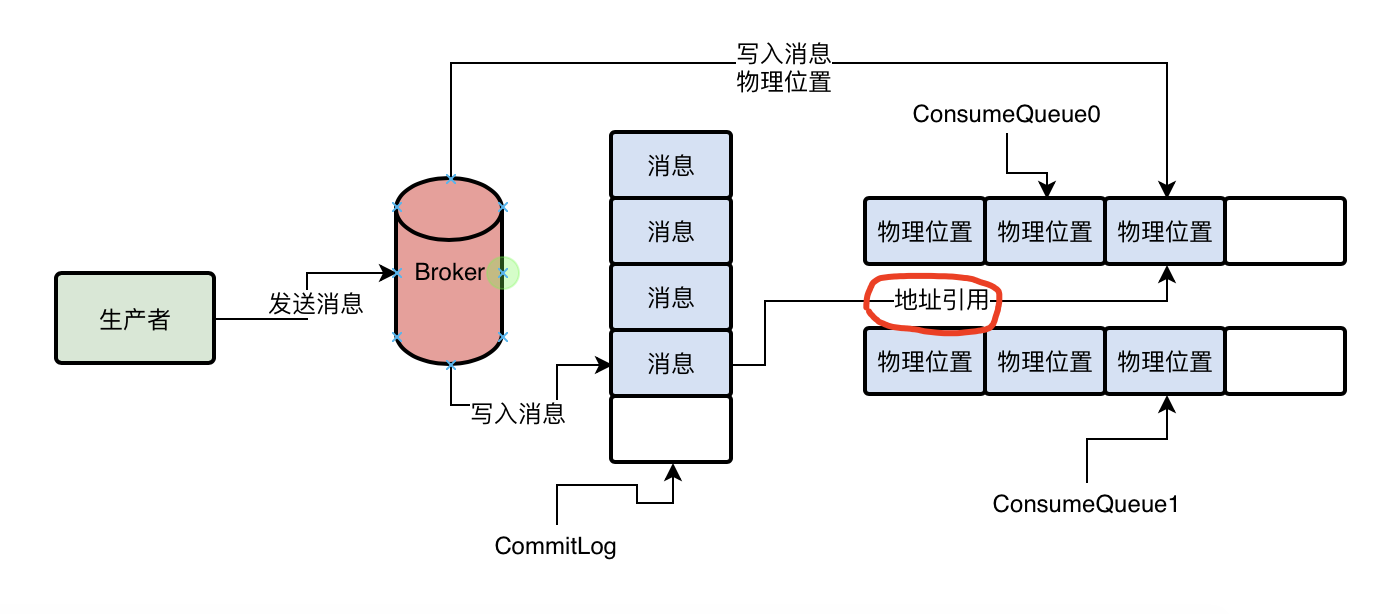 写入消息
物理位置
ConsumeQueue0
消息
消息
物理位置 物理位置 物理位置
Broker
消息
地址引用
发送消息
生产者
消息
物理位置 物理位置 物理位置
写入消息
ConsumeQueue1
CommitLog